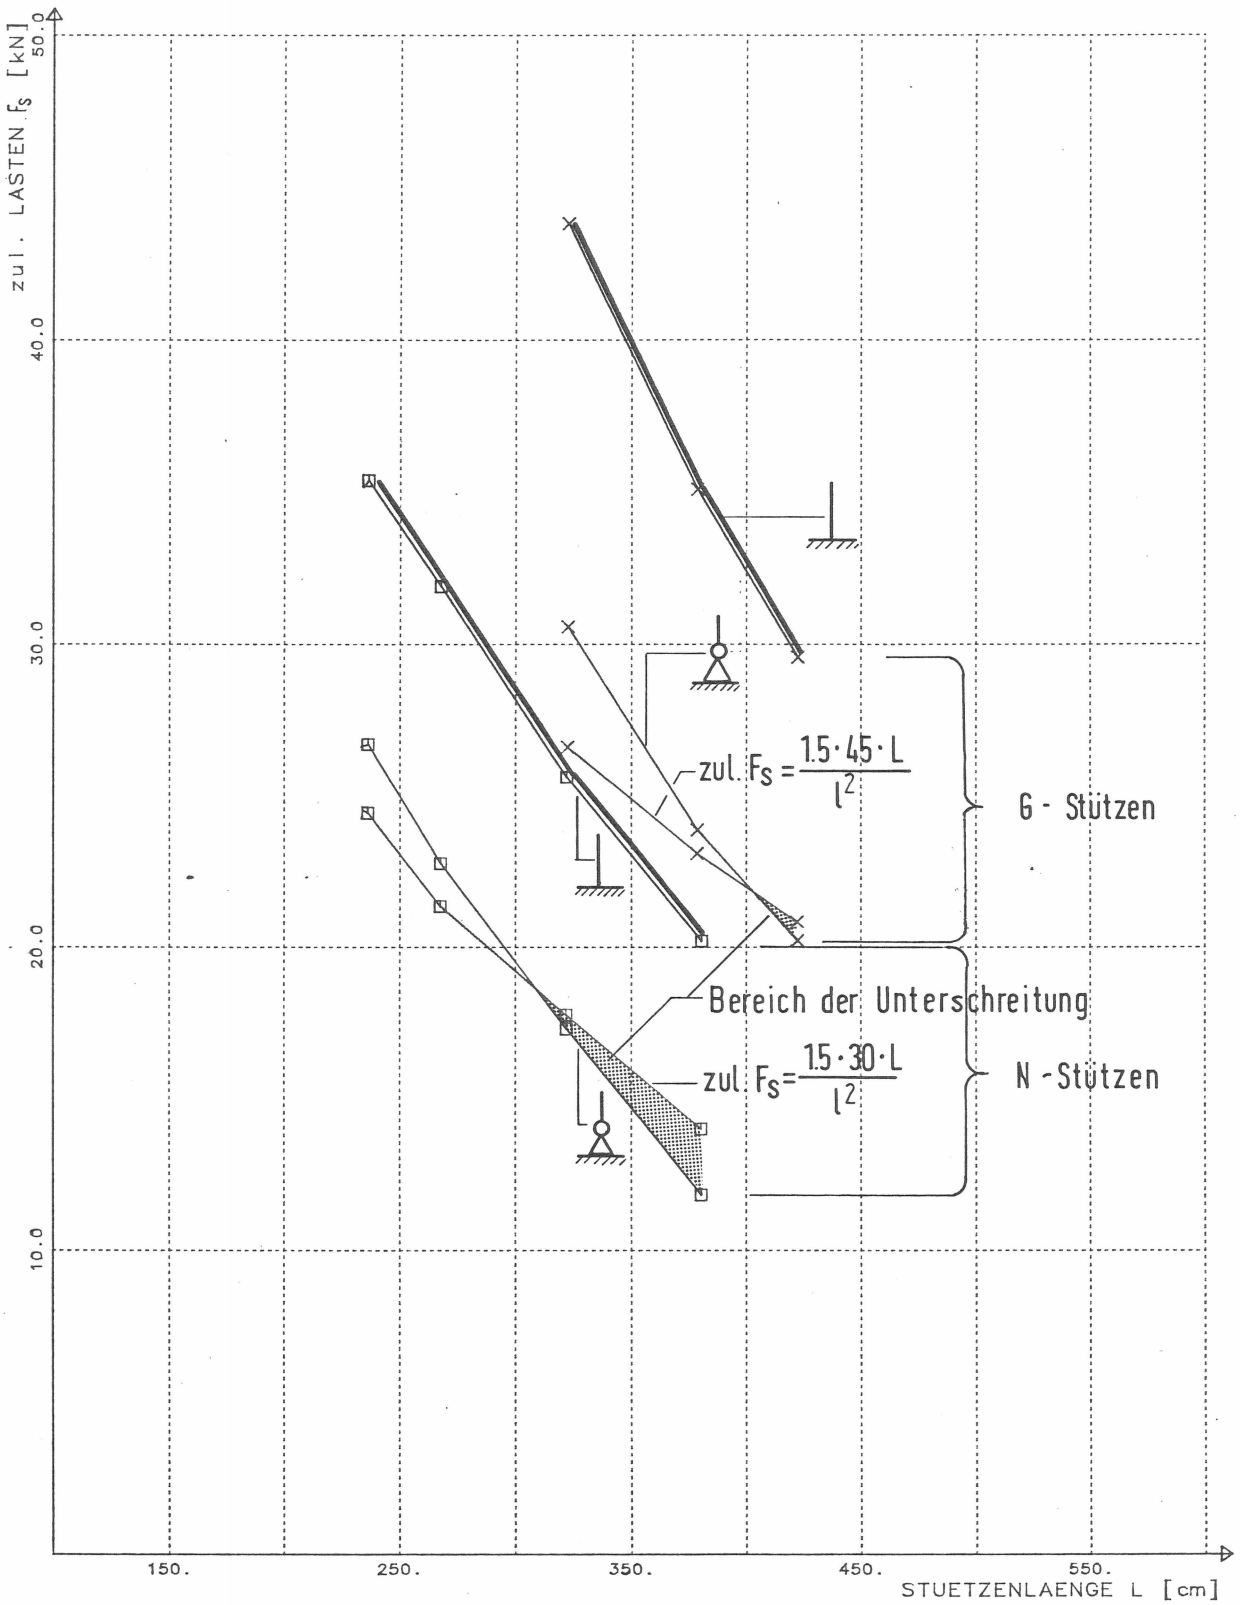 zul. LASTEN Fs [kN]
50.0
40.0
30.0
20.0
10.0
zul. Fs = 1.5·45·L / l²
G - Stützen
Bereich der Unterschreitung
zul. Fs = 1.5·30·L / l²
N - Stützen
150. 250. 350. 450. 550.
STUETZENLAENGE L [cm]